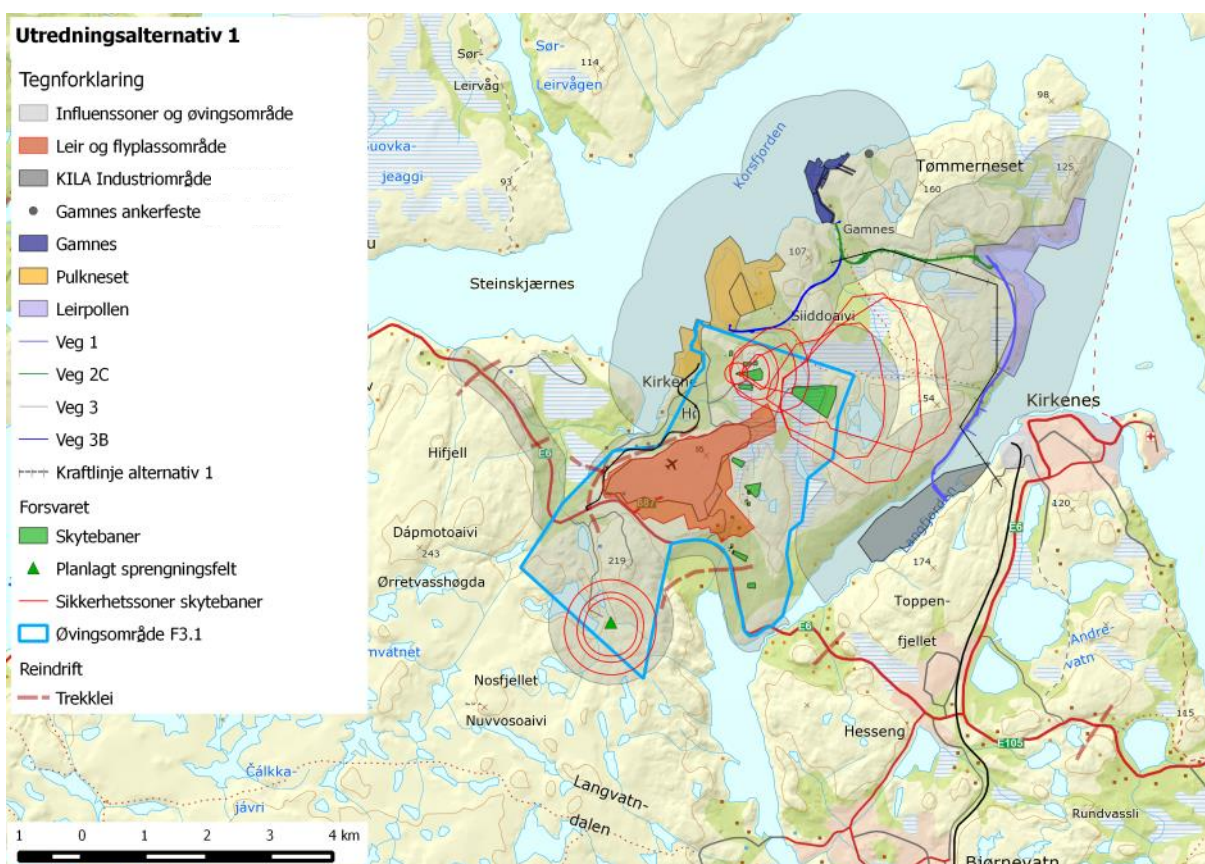 Utredningsalternativ 1
Tegnforklaring
Influenssoner og øvingsområde
Leir og flyplassområde
KILA Industriområde
Gamnes ankerfeste
Gamnes
Pulkneset
Leirpollen
Veg 1
Veg 2C
Veg 3
Veg 3B
Kraftlinje alternativ 1
Forsvaret
Skytebaner
Planlagt sprengningsfelt
Sikkerhetssoner skytebaner
Øvingsområde F3.1
Reindrift
Trekklei
1 0 1 2 3 4 km
Sør-
Leirvåg
Sør-
Leirvågen
114
98
Korsfjorden
jeaggi
93
Tømmerneset
125
160
Gamnes
107
Steinskjærnes
Siiddoaivi
Kirkenes
54
E6
Hifjell
Langfjorden
E6
120
Dápmotoaivi
243
219
174
Ørretvasshøgda
Toppen-
fjellet
E6
Andre-
vatn
mvatnet
Nosfjellet
Nuvvosoaivi
Hesseng
E105
115
Čálkka-
jávri
Langvatn-
dalen
Rundvassli
Bjørnevatn